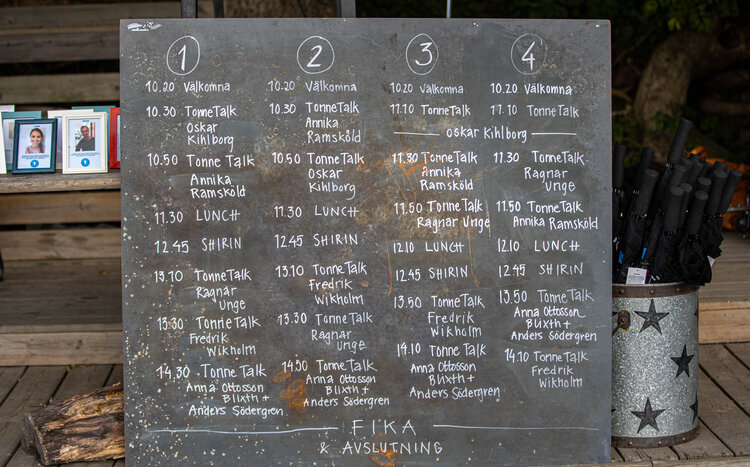 1
10.20 Välkomna
10.30 TonneTalk
Oskar
Kihlborg
10.50 Tonne Talk
Annika
Ramsköld
11.30 LUNCH
12.45 SHIRIN
13.10 TonneTalk
Ragnar
Unge
13.30 TonneTalk
Fredrik
Wikholm
14.30 TonneTalk
Anna Ottosson
Blixth +
Anders Södergren
2
10.20 Välkomna
10.30 TonneTalk
Annika
Ramsköld
10.50 TonneTalk
Oskar
Kihlborg
11.30 LUNCH
12.45 SHIRIN
13.10 TonneTalk
Fredrik
Wikholm
13.30 TonneTalk
Ragnar
Unge
14.30 TonneTalk
Anna Ottosson
Blixth +
Anders Södergren
3
10.20 Välkomna
11.10 TonneTalk
Oskar Kihlborg
11.30 TonneTalk
Annika
Ramsköld
11.50 TonneTalk
Ragnar Unge
12.10 LUNCH
12.45 SHIRIN
13.50 TonneTalk
Fredrik
Wikholm
14.10 TonneTalk
Anna Ottosson
Blixth +
Anders Södergren
4
10.20 Välkomna
11.10 TonneTalk
11.30 TonneTalk
Ragnar
Unge
11.50 TonneTalk
Annika Ramsköld
12.10 LUNCH
12.45 SHIRIN
13.50 TonneTalk
Anna Ottosson
Blixth +
Anders Södergren
14.10 TonneTalk
Fredrik
Wikholm
FIKA
& AVSLUTNING